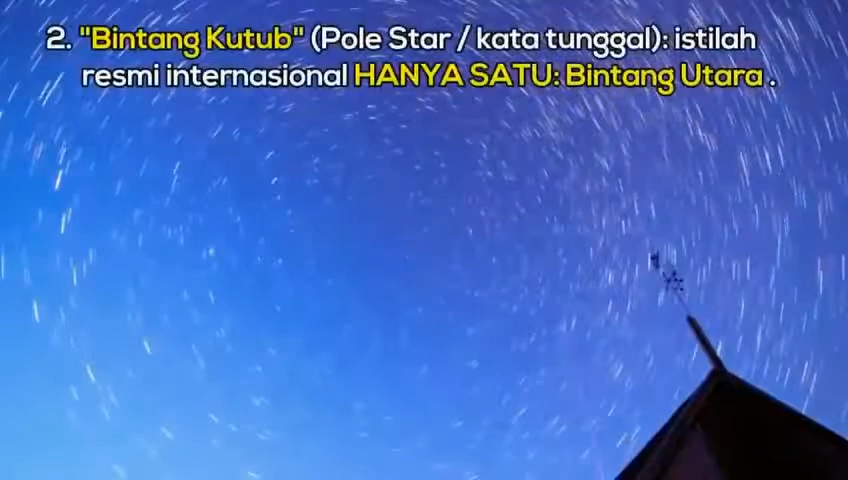 2. "Bintang Kutub" (Pole Star / kata tunggal): istilah
resmi internasional HANYA SATU: Bintang Utara .